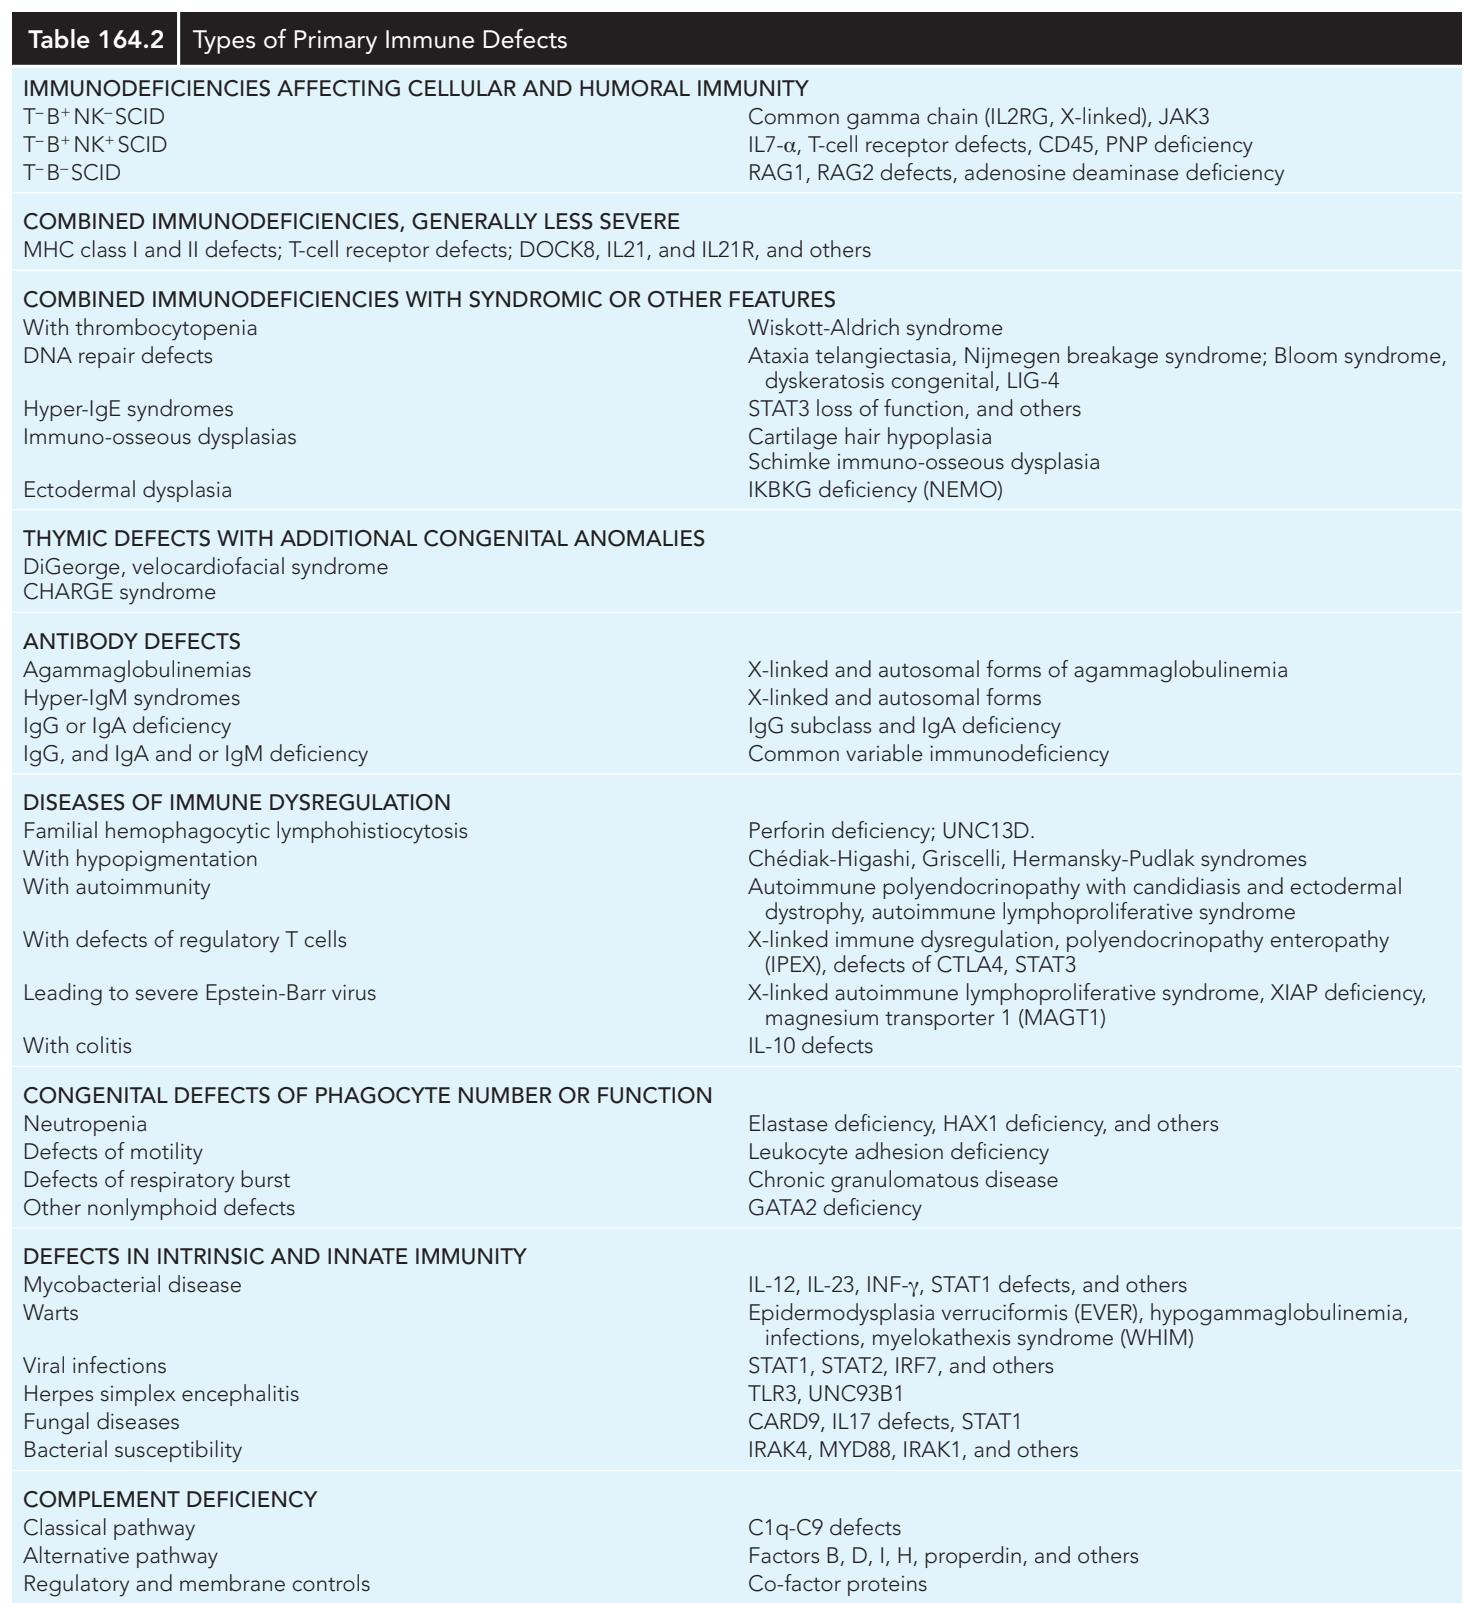 Table 164.2 Types of Primary Immune Defects
IMMUNODEFICIENCIES AFFECTING CELLULAR AND HUMORAL IMMUNITY
T⁻B⁺NK⁻SCID Common gamma chain (IL2RG, X-linked), JAK3
T⁻B⁺NK⁺SCID IL7-α, T-cell receptor defects, CD45, PNP deficiency
T⁻B⁻SCID RAG1, RAG2 defects, adenosine deaminase deficiency
COMBINED IMMUNODEFICIENCIES, GENERALLY LESS SEVERE
MHC class I and II defects; T-cell receptor defects; DOCK8, IL21, and IL21R, and others
COMBINED IMMUNODEFICIENCIES WITH SYNDROMIC OR OTHER FEATURES
With thrombocytopenia Wiskott-Aldrich syndrome
DNA repair defects Ataxia telangiectasia, Nijmegen breakage syndrome; Bloom syndrome,
dyskeratosis congenital, LIG-4
Hyper-IgE syndromes STAT3 loss of function, and others
Immuno-osseous dysplasias Cartilage hair hypoplasia
Schimke immuno-osseous dysplasia
Ectodermal dysplasia IKBKG deficiency (NEMO)
THYMIC DEFECTS WITH ADDITIONAL CONGENITAL ANOMALIES
DiGeorge, velocardiofacial syndrome
CHARGE syndrome
ANTIBODY DEFECTS
Agammaglobulinemias X-linked and autosomal forms of agammaglobulinemia
Hyper-IgM syndromes X-linked and autosomal forms
IgG or IgA deficiency IgG subclass and IgA deficiency
IgG, and IgA and or IgM deficiency Common variable immunodeficiency
DISEASES OF IMMUNE DYSREGULATION
Familial hemophagocytic lymphohistiocytosis Perforin deficiency; UNC13D.
With hypopigmentation Chédiak-Higashi, Griscelli, Hermansky-Pudlak syndromes
With autoimmunity Autoimmune polyendocrinopathy with candidiasis and ectodermal
dystrophy, autoimmune lymphoproliferative syndrome
With defects of regulatory T cells X-linked immune dysregulation, polyendocrinopathy enteropathy
(IPEX), defects of CTLA4, STAT3
Leading to severe Epstein-Barr virus X-linked autoimmune lymphoproliferative syndrome, XIAP deficiency,
magnesium transporter 1 (MAGT1)
With colitis IL-10 defects
CONGENITAL DEFECTS OF PHAGOCYTE NUMBER OR FUNCTION
Neutropenia Elastase deficiency, HAX1 deficiency, and others
Defects of motility Leukocyte adhesion deficiency
Defects of respiratory burst Chronic granulomatous disease
Other nonlymphoid defects GATA2 deficiency
DEFECTS IN INTRINSIC AND INNATE IMMUNITY
Mycobacterial disease IL-12, IL-23, INF-γ, STAT1 defects, and others
Warts Epidermodysplasia verruciformis (EVER), hypogammaglobulinemia,
infections, myelokathexis syndrome (WHIM)
Viral infections STAT1, STAT2, IRF7, and others
Herpes simplex encephalitis TLR3, UNC93B1
Fungal diseases CARD9, IL17 defects, STAT1
Bacterial susceptibility IRAK4, MYD88, IRAK1, and others
COMPLEMENT DEFICIENCY
Classical pathway C1q-C9 defects
Alternative pathway Factors B, D, I, H, properdin, and others
Regulatory and membrane controls Co-factor proteins